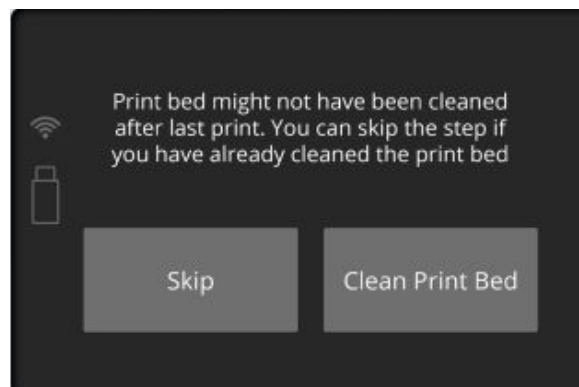 Print bed might not have been cleaned
after last print. You can skip the step if
you have already cleaned the print bed
Skip
Clean Print Bed